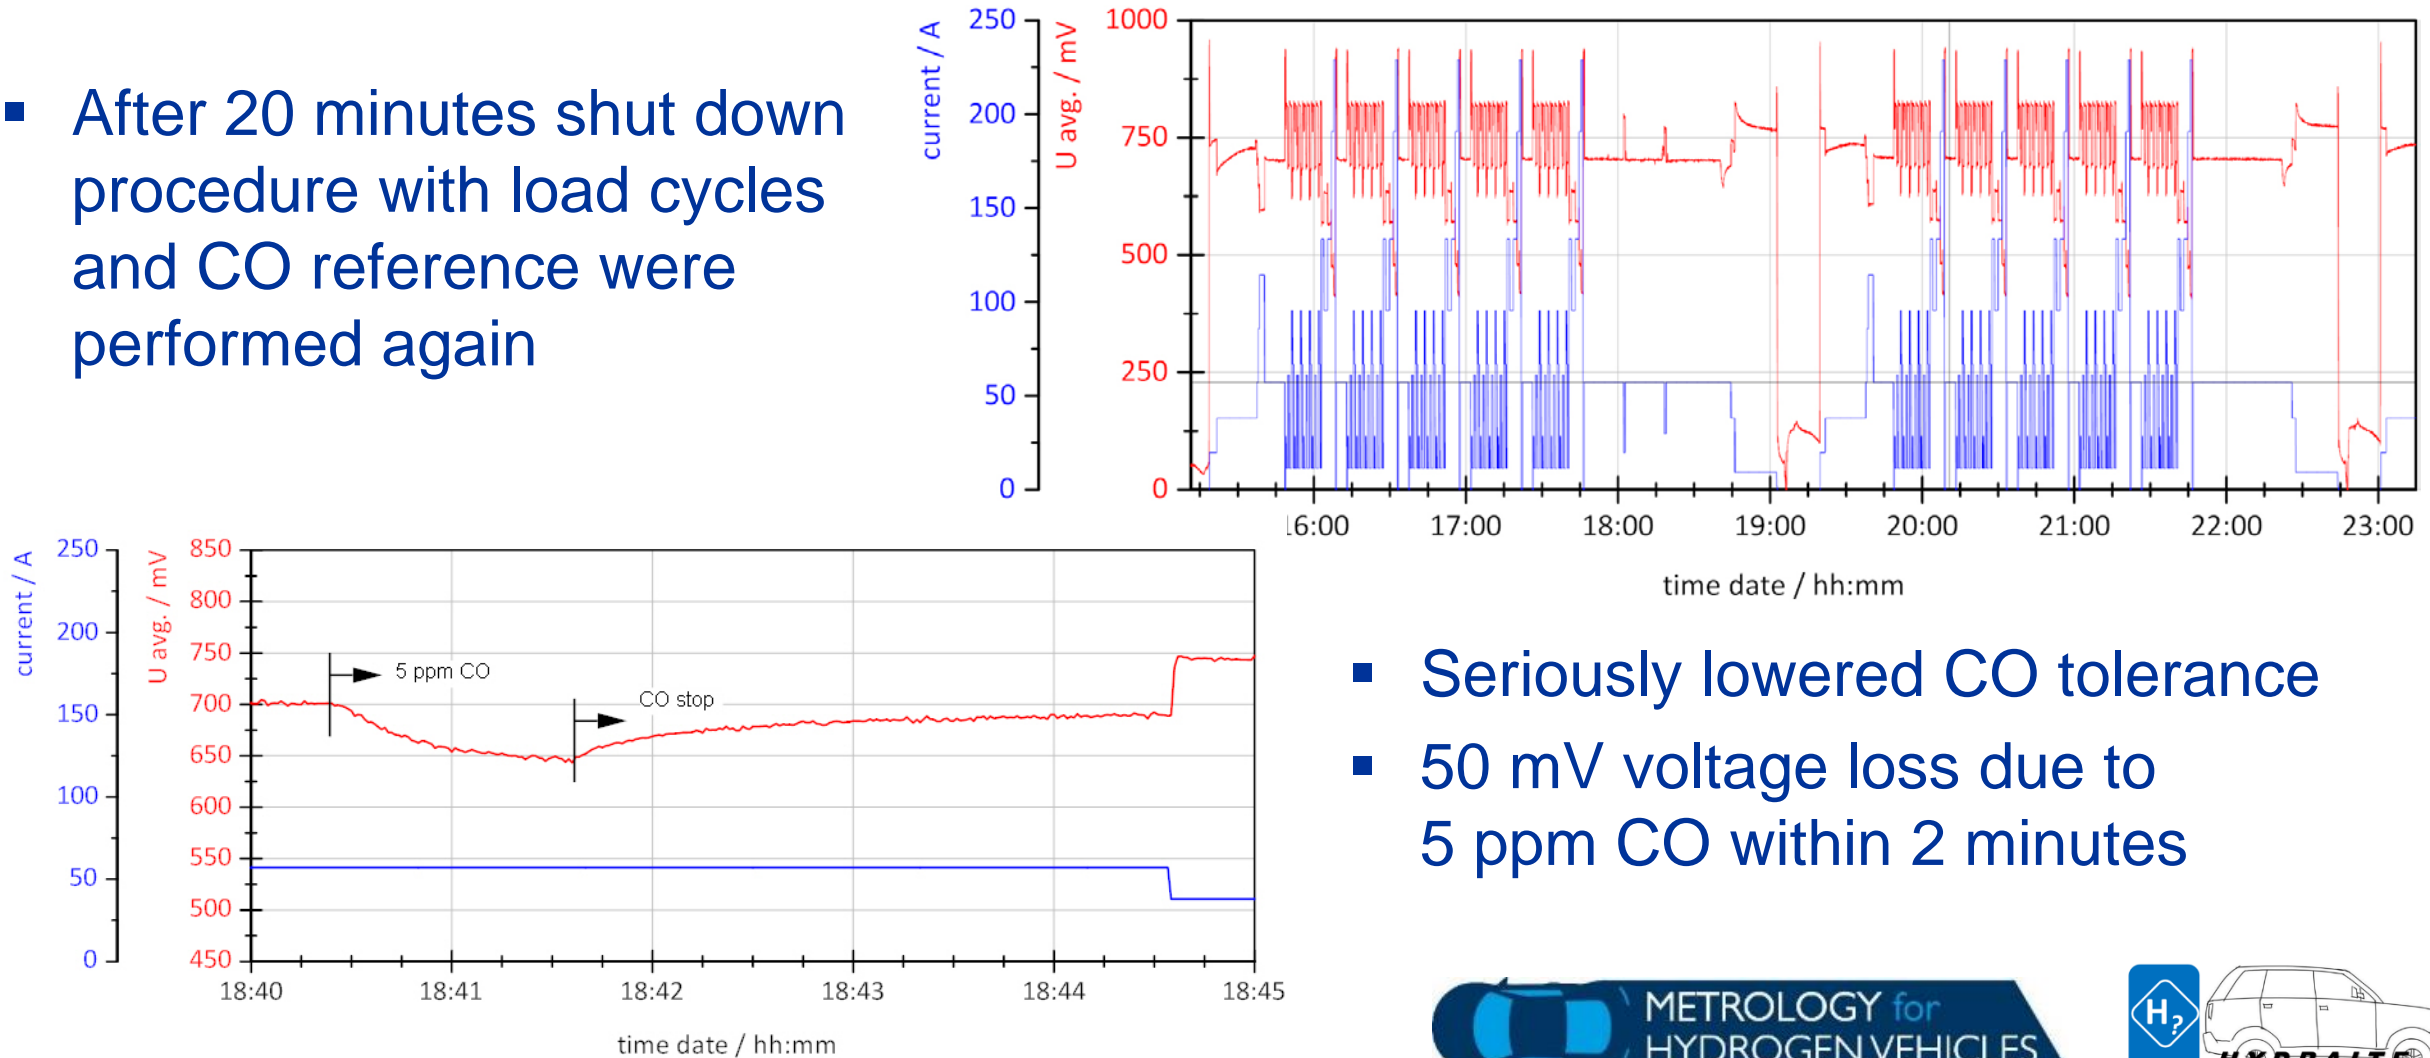 ▪ After 20 minutes shut down
procedure with load cycles
and CO reference were
performed again
current / A
250
200
150
100
50
0
U avg. / mV
1000
750
500
250
0
16:00 17:00 18:00 19:00 20:00 21:00 22:00 23:00
time date / hh:mm
current / A
250
200
150
100
50
0
U avg. / mV
850
800
750
700
650
600
550
500
450
5 ppm CO
CO stop
18:40 18:41 18:42 18:43 18:44 18:45
time date / hh:mm
▪ Seriously lowered CO tolerance
▪ 50 mV voltage loss due to
5 ppm CO within 2 minutes
METROLOGY for
HYDROGEN VEHICLES
H?